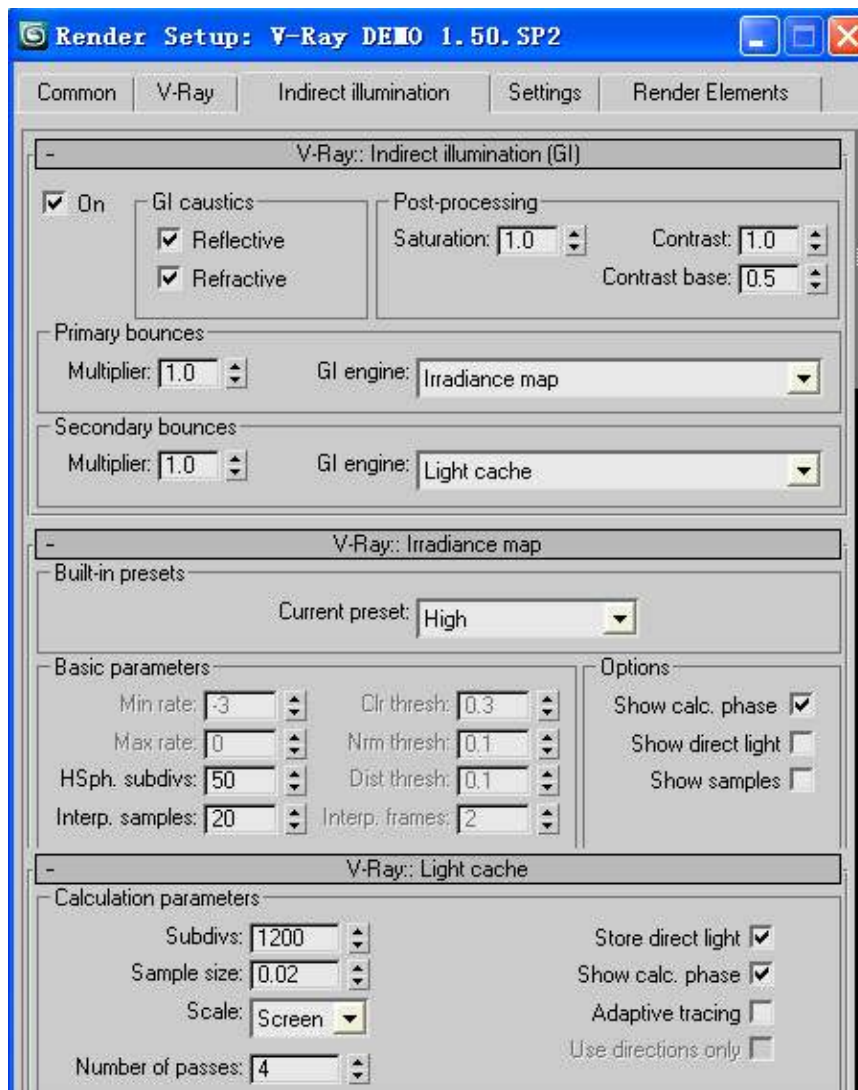 Render Setup: V-Ray DEMO 1.50.SP2
Common V-Ray Indirect illumination Settings Render Elements
- V-Ray:: Indirect illumination (GI)
On GI caustics Post-processing
Reflective Saturation: 1.0 Contrast: 1.0
Refractive Contrast base: 0.5
Primary bounces
Multiplier: 1.0 GI engine: Irradiance map
Secondary bounces
Multiplier: 1.0 GI engine: Light cache
- V-Ray:: Irradiance map
Built-in presets
Current preset: High
Basic parameters Options
Min rate: -3 Clr thresh: 0.3 Show calc. phase
Max rate: 0 Nrm thresh: 0.1 Show direct light
HSph. subdivs: 50 Dist thresh: 0.1 Show samples
Interp. samples: 20 Interp. frames: 2
- V-Ray:: Light cache
Calculation parameters
Subdivs: 1200 Store direct light
Sample size: 0.02 Show calc. phase
Scale: Screen Adaptive tracing
Use directions only
Number of passes: 4